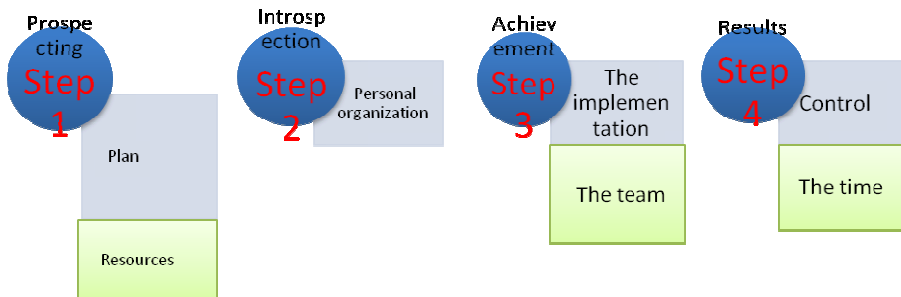 Prospe
cting
Step
1
Plan
Resources
Introsp
ection
Step
2
Personal
organization
Achiev
ement
Step
3
The
implemen
tation
The team
Results
Step
4
Control
The time